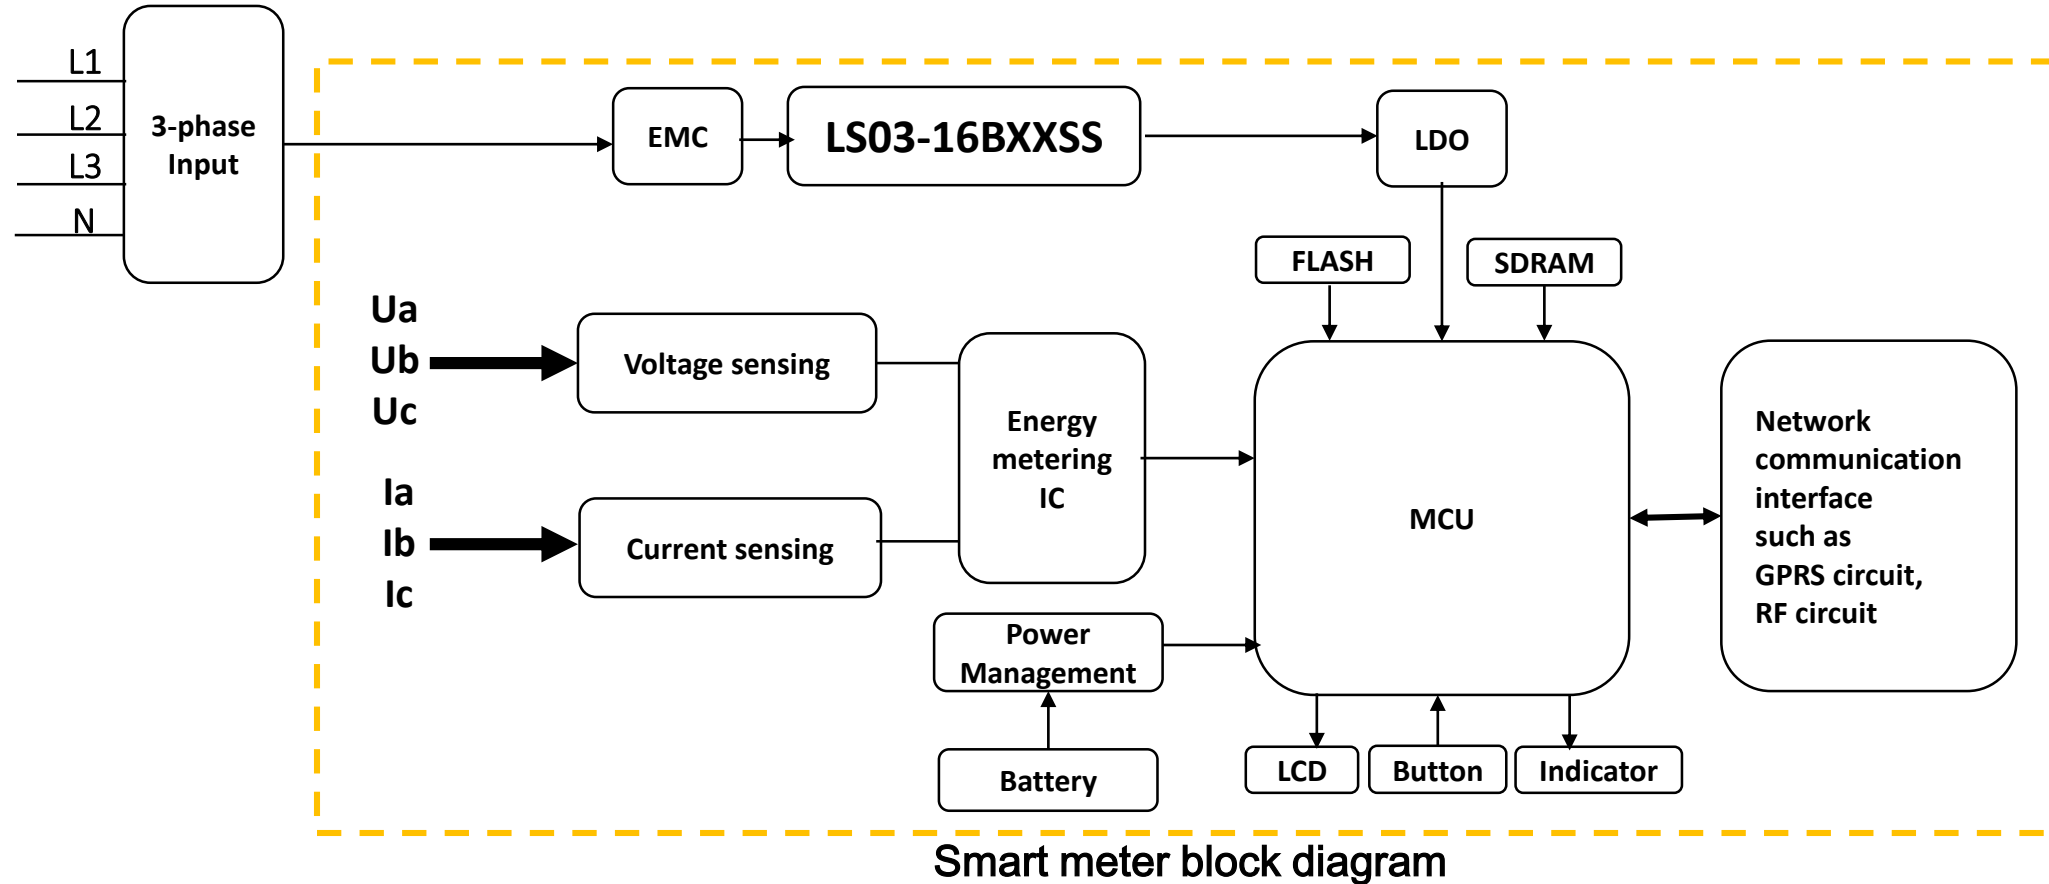 L1
L2
L3
N
3-phase
Input
EMC
LS03-16BXXSS
LDO
FLASH
SDRAM
Ua
Ub
Uc
Voltage sensing
Ia
Ib
Ic
Current sensing
Energy
metering
IC
MCU
Network
communication
interface
such as
GPRS circuit,
RF circuit
Power
Management
Battery
LCD
Button
Indicator
Smart meter block diagram